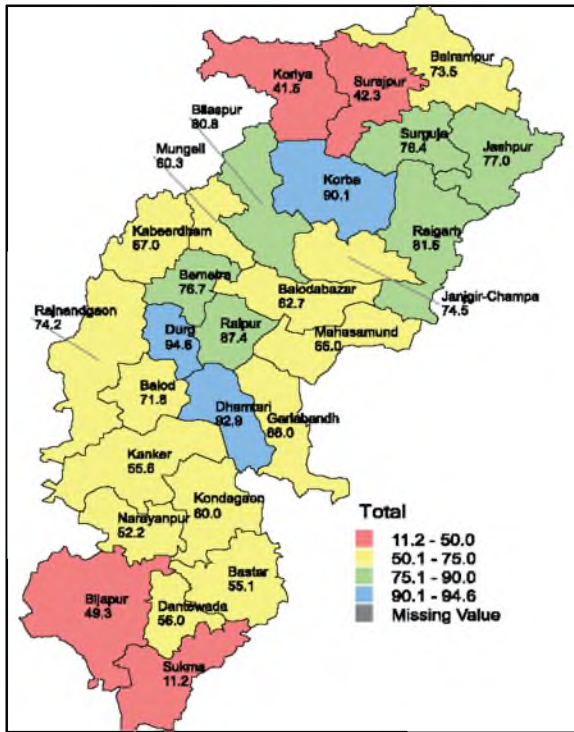 Balrampur
73.5
Koriya
41.5
Surajpur
42.3
Bilaspur
80.8
Surguja
76.4
Jashpur
77.0
Mungeli
60.3
Korba
90.1
Raigarh
81.5
Kabeerdham
67.0
Bemetra
76.7
Balodabazar
62.7
Janjgir-Champa
74.5
Rajnandgaon
74.2
Durg
94.6
Raipur
87.4
Mahasamund
66.0
Balod
71.8
Dhamtari
92.9
Gariabandh
66.0
Kanker
55.6
Kondagaon
60.0
Narayanpur
52.2
Bastar
55.1
Bijapur
49.3
Dantewada
56.0
Sukma
11.2
Total
11.2 - 50.0
50.1 - 75.0
75.1 - 90.0
90.1 - 94.6
Missing Value